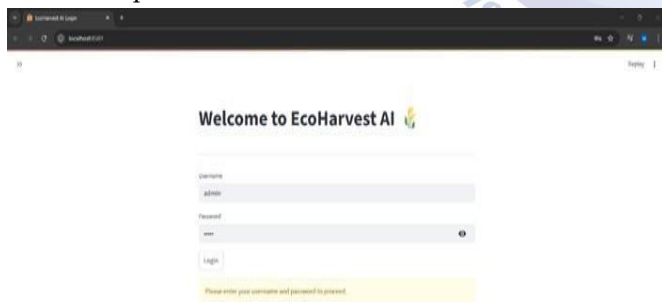 EcoHarvest AI Login
localhost:8501
Deploy
Welcome to EcoHarvest AI
Username
admin
Password
Login
Please enter your username and password to proceed.